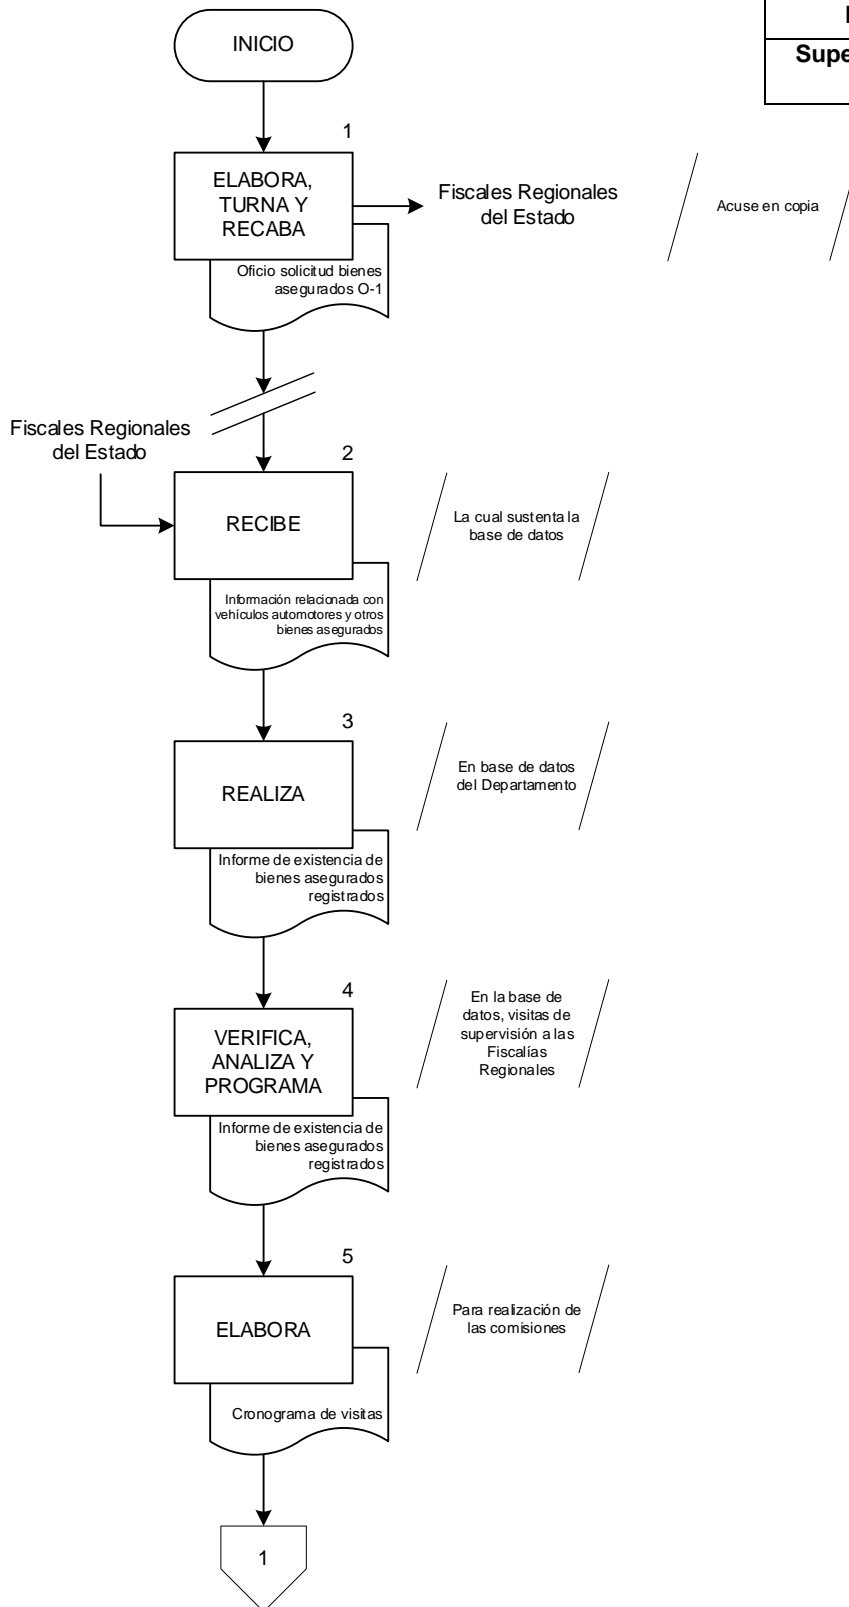 INICIO
1
ELABORA,
TURNA Y
RECABA
Fiscales Regionales
del Estado
Acuse en copia
Oficio solicitud bienes
asegurados O-1
Fiscales Regionales
del Estado
2
RECIBE
La cual sustenta la
base de datos
Información relacionada con
vehículos automotores y otros
bienes asegurados
3
REALIZA
En base de datos
del Departamento
Informe de existencia de
bienes asegurados
registrados
4
VERIFICA,
ANALIZA Y
PROGRAMA
En la base de
datos, visitas de
supervisión a las
Fiscalías
Regionales
Informe de existencia de
bienes asegurados
registrados
5
ELABORA
Para realización de
las comisiones
Cronograma de visitas
1